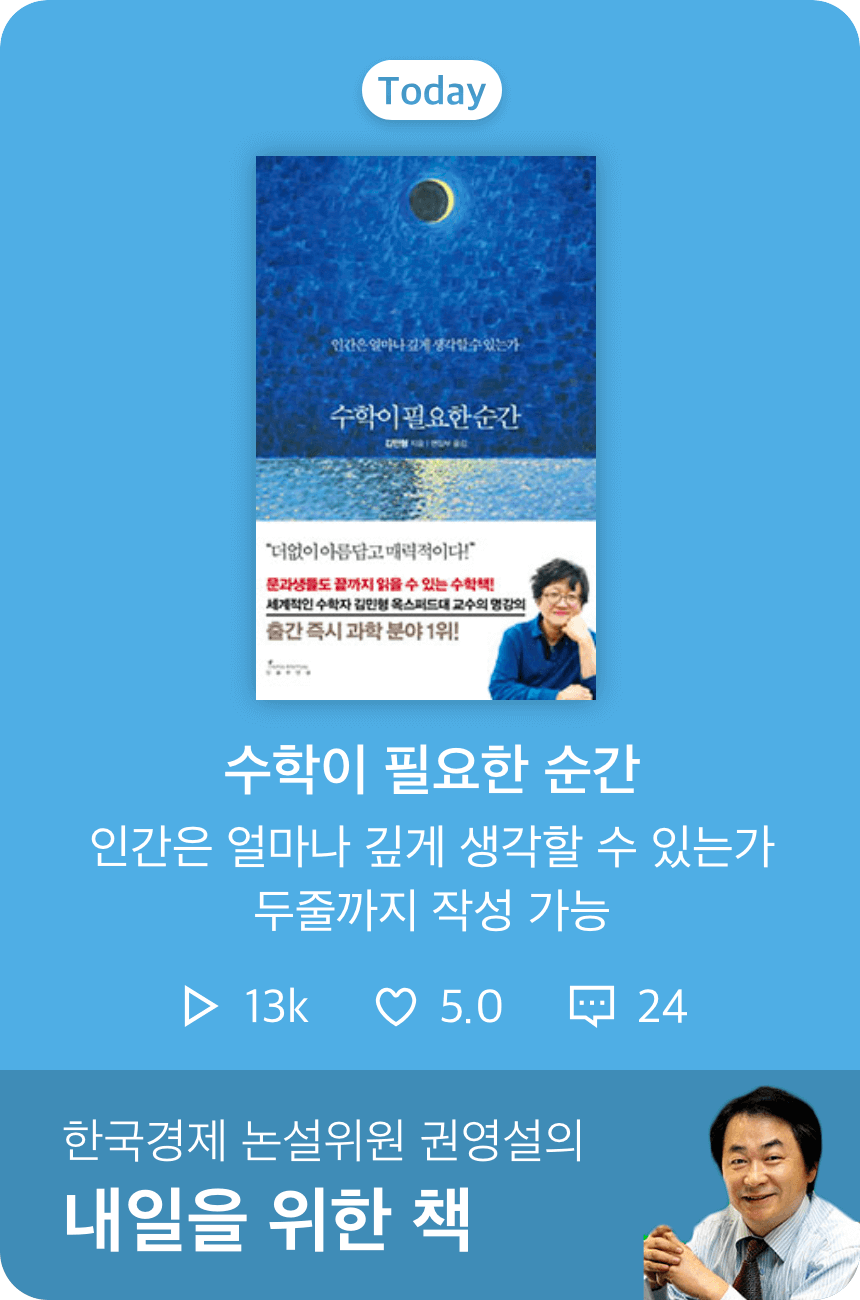 Today
인간은 얼마나 깊게 생각할 수 있는가
수학이 필요한 순간
김민형 지음 | 편집부 옮김
“더없이 아름답고 매력적이다!”
문과생들도 끝까지 읽을 수 있는 수학책!
세계적인 수학자 김민형 옥스퍼드대 교수의 명강의
출간 즉시 과학 분야 1위!
수학이 필요한 순간
인간은 얼마나 깊게 생각할 수 있는가
두줄까지 작성 가능
13k 5.0 24
한국경제 논설위원 권영설의
내일을 위한 책